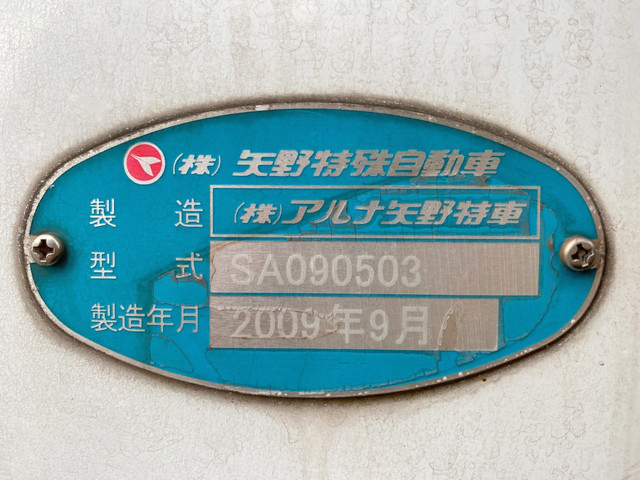 (株)矢野特殊自動車
製造 (株)アルナ矢野特車
型式 SA090503
製造年月 2009年9月